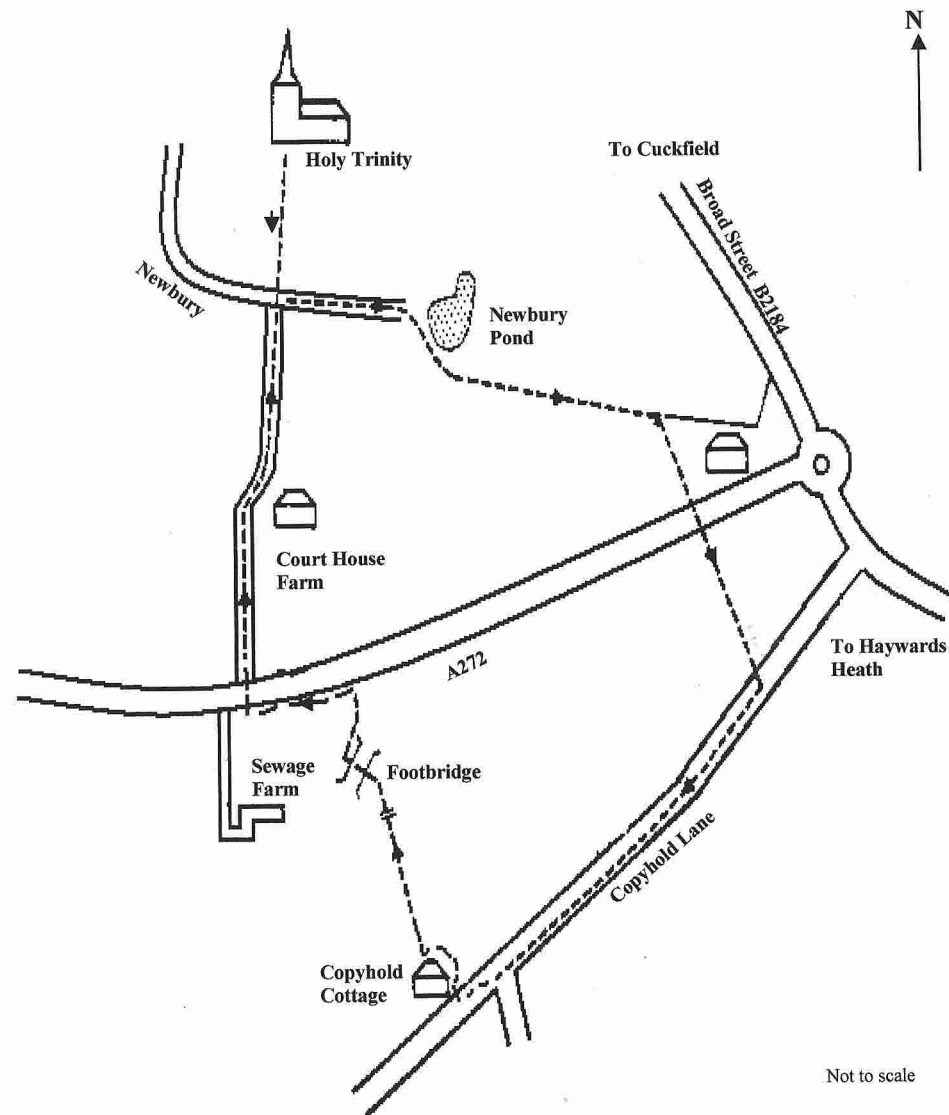 N
Holy Trinity
To Cuckfield
Broad Street B2184
Newbury
Newbury
Pond
Court House
Farm
A272
To Haywards
Heath
Sewage
Farm
Footbridge
Copyhold Lane
Copyhold
Cottage
Not to scale